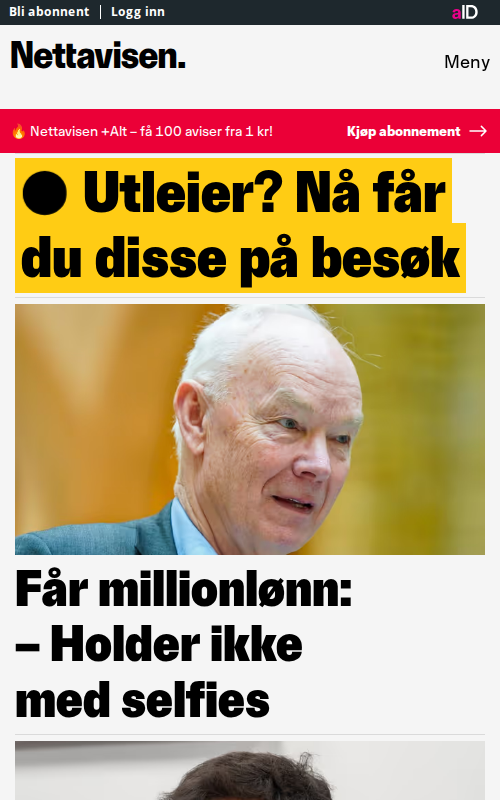 Bli abonnent
Logg inn
aID
Nettavisen.
Meny
🔥 Nettavisen +Alt – få 100 aviser fra 1 kr!
Kjøp abonnement →
● Utleier? Nå får
du disse på besøk
Får millionlønn:
– Holder ikke
med selfies